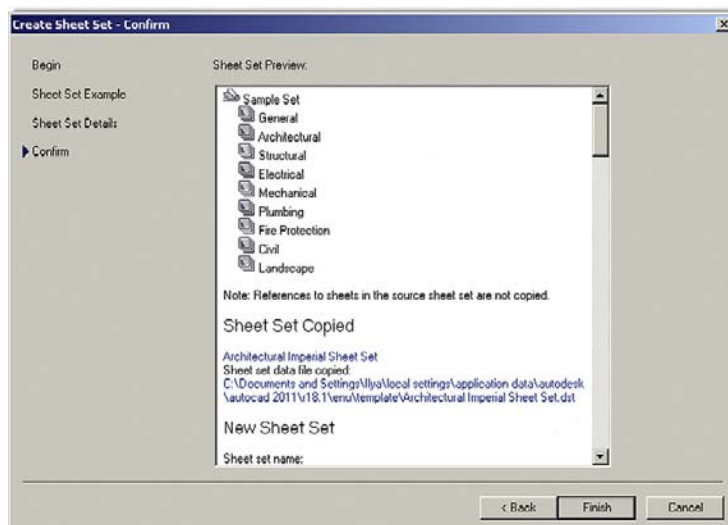 Create Sheet Set - Confirm
Begin
Sheet Set Example
Sheet Set Details
Confirm
Sheet Set Preview:
Sample Set
General
Architectural
Structural
Electrical
Mechanical
Plumbing
Fire Protection
Civil
Landscape
Note: References to sheets in the source sheet set are not copied.
Sheet Set Copied
Architectural Imperial Sheet Set
Sheet set data file copied:
C:\Documents and Settings\Ilya\local settings\application data\autodesk
\autocad 2011\r18.1\enu\template\Architectural Imperial Sheet Set.dst
New Sheet Set
Sheet set name:
< Back
Finish
Cancel